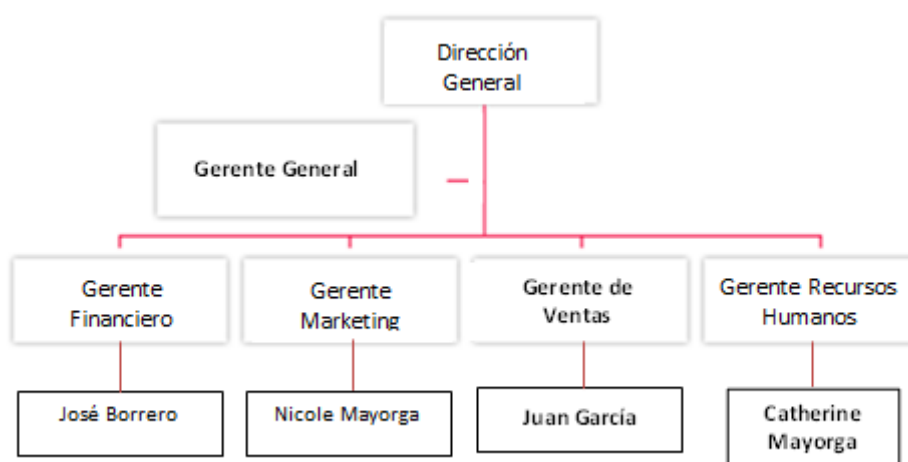 Dirección
General
Gerente General
Gerente
Financiero
Gerente
Marketing
Gerente de
Ventas
Gerente Recursos
Humanos
José Borrero
Nicole Mayorga
Juan García
Catherine
Mayorga